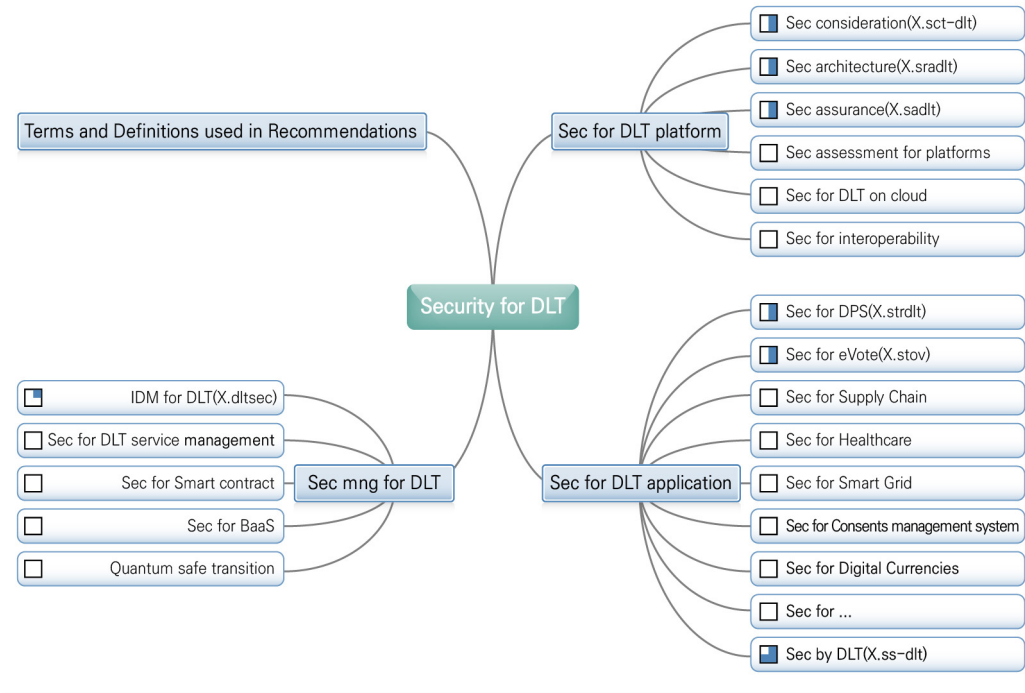 Security for DLT
Terms and Definitions used in Recommendations
Sec for DLT platform
Sec consideration(X.sct-dlt)
Sec architecture(X.sradlt)
Sec assurance(X.sadlt)
Sec assessment for platforms
Sec for DLT on cloud
Sec for interoperability
Sec for DLT application
Sec for DPS(X.strdlt)
Sec for eVote(X.stov)
Sec for Supply Chain
Sec for Healthcare
Sec for Smart Grid
Sec for Consents management system
Sec for Digital Currencies
Sec for ...
Sec by DLT(X.ss-dlt)
Sec mng for DLT
IDM for DLT(X.dltsec)
Sec for DLT service management
Sec for Smart contract
Sec for BaaS
Quantum safe transition